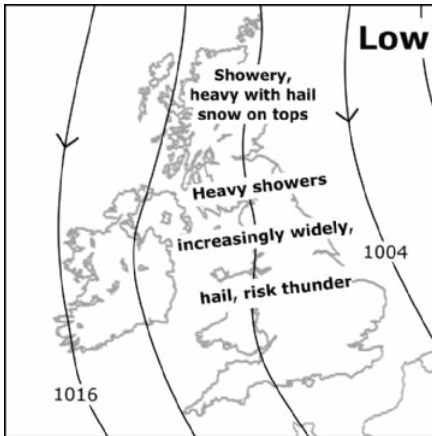 Low
Showery,
heavy with hail
snow on tops
Heavy showers
increasingly widely,
1004
hail, risk thunder
1016